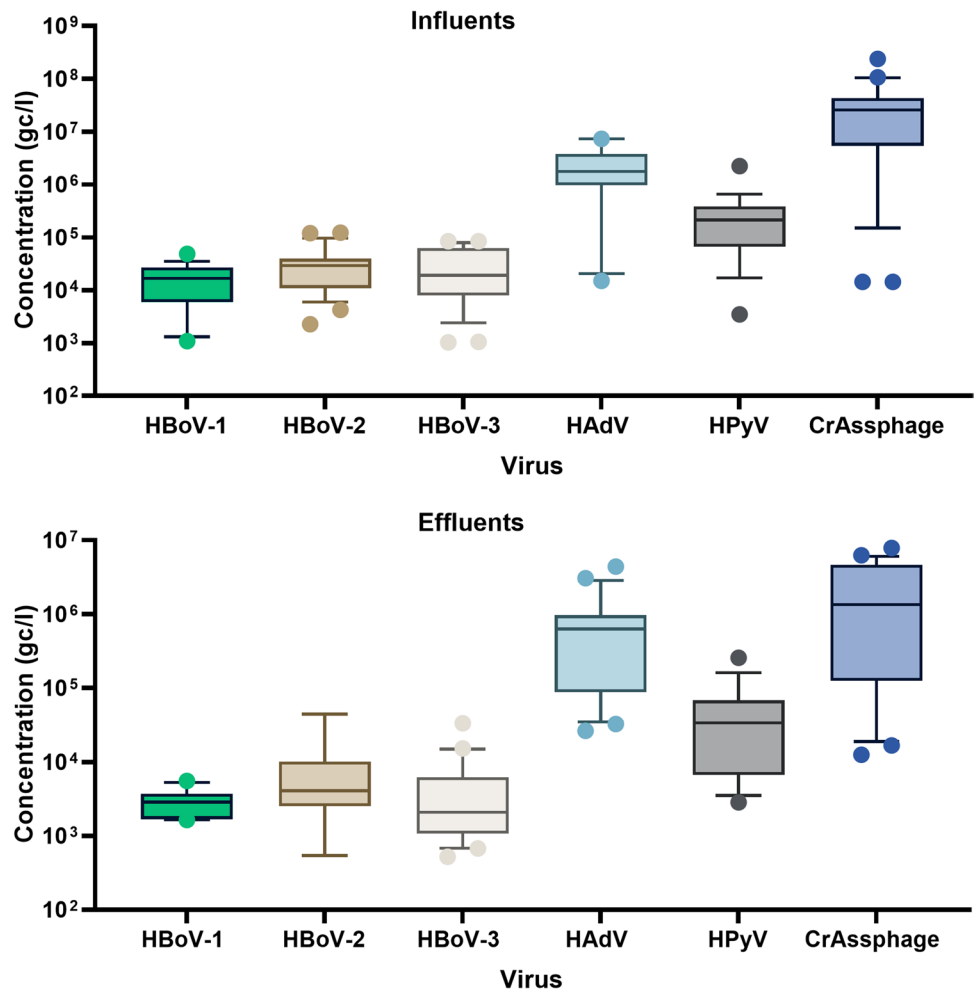 Influents
Concentration (gc/l)
10⁹
10⁸
10⁷
10⁶
10⁵
10⁴
10³
10²
HBoV-1 HBoV-2 HBoV-3 HAdV HPyV CrAssphage
Virus
Effluents
Concentration (gc/l)
10⁷
10⁶
10⁵
10⁴
10³
10²
HBoV-1 HBoV-2 HBoV-3 HAdV HPyV CrAssphage
Virus